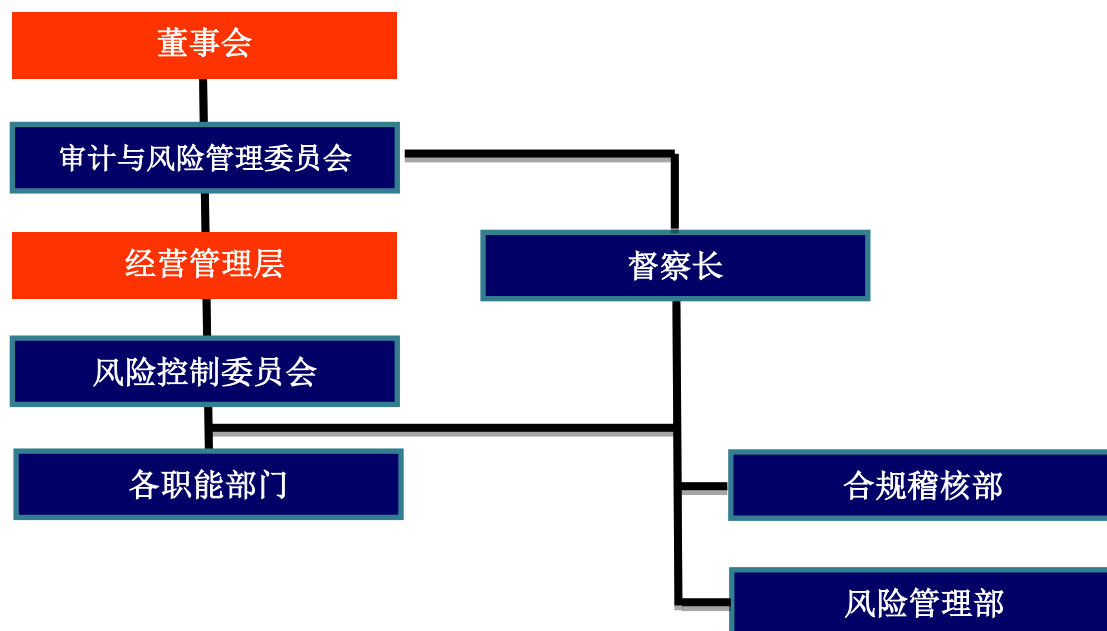 董事会
审计与风险管理委员会
经营管理层
督察长
风险控制委员会
各职能部门
合规稽核部
风险管理部